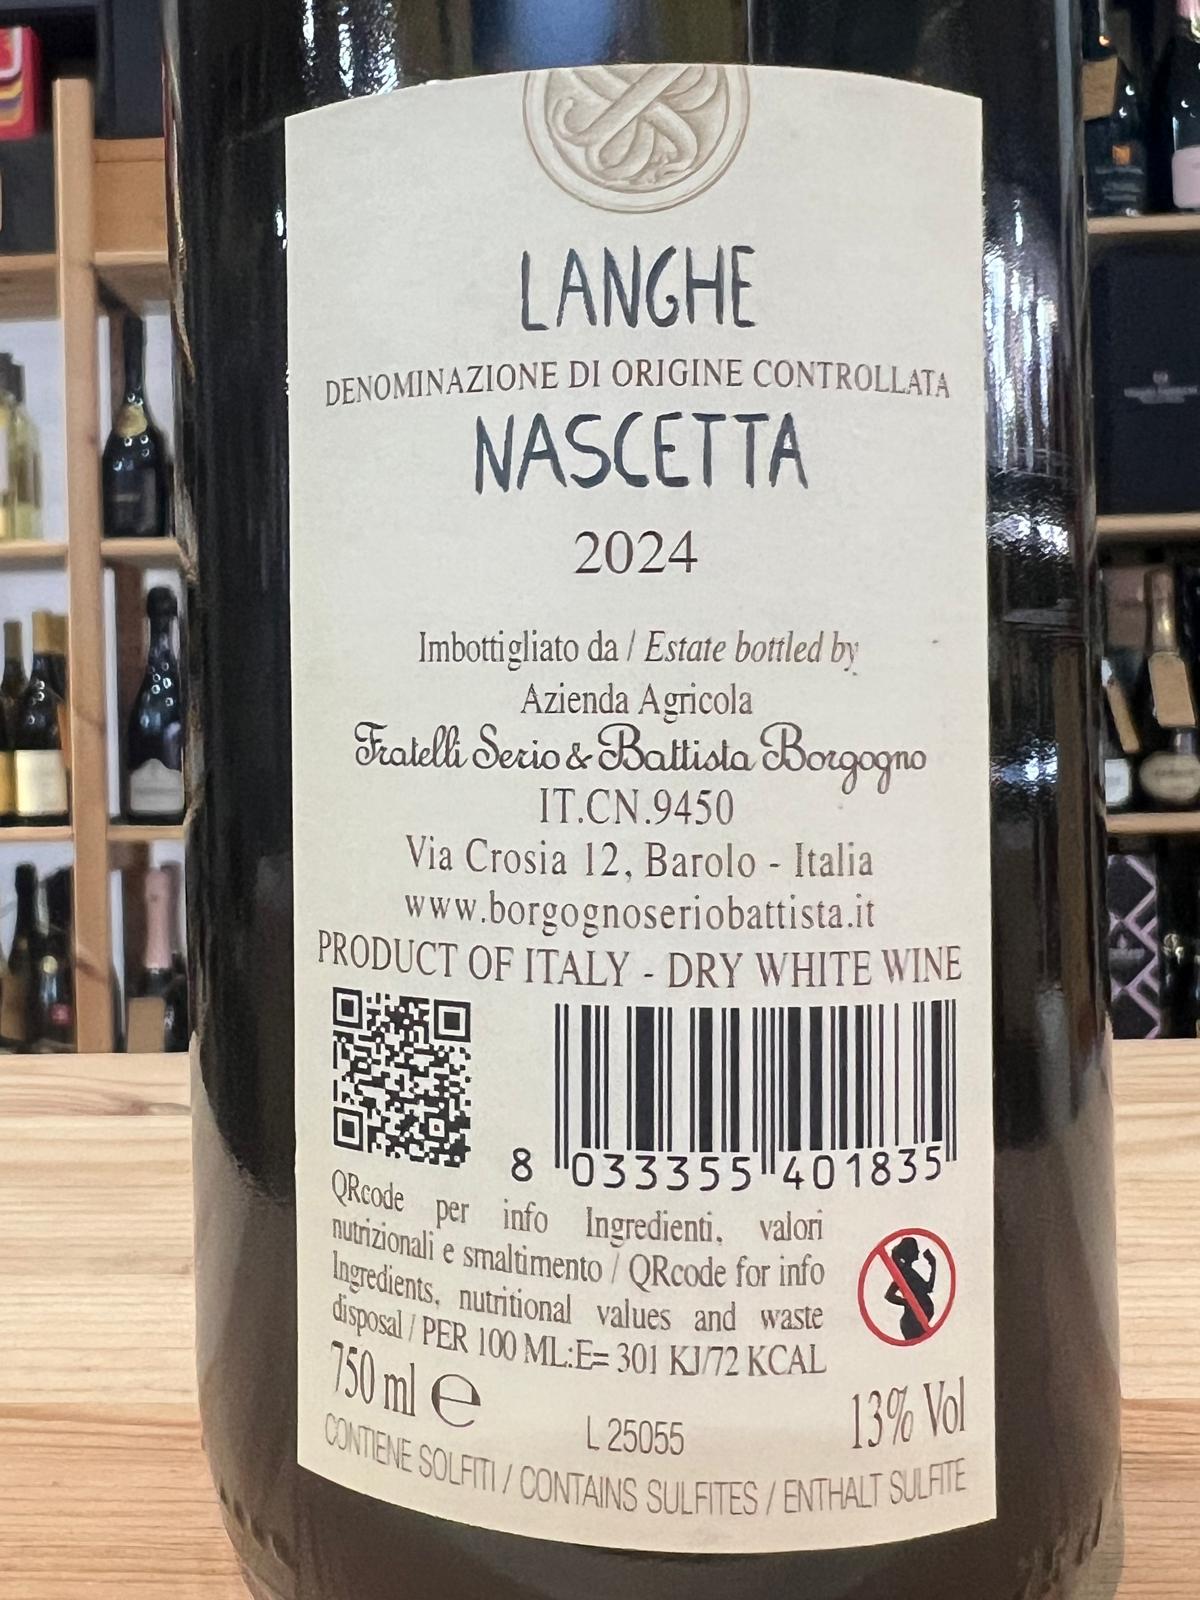 LANGHE
DENOMINAZIONE DI ORIGINE CONTROLLATA
NASCETTA
2024
Imbottigliato da / Estate bottled by
Azienda Agricola
Fratelli Serio & Battista Borgogno
IT.CN.9450
Via Crosia 12, Barolo - Italia
www.borgognoseriobattista.it
PRODUCT OF ITALY - DRY WHITE WINE
8 033355 401835
QRcode per info Ingredienti, valori
nutrizionali e smaltimento / QRcode for info
Ingredients, nutritional values and waste
disposal / PER 100 ML:E= 301 KJ/72 KCAL
750 ml e
L 25055
13% Vol
CONTIENE SOLFITI / CONTAINS SULFITES / ENTHALT SULFITE